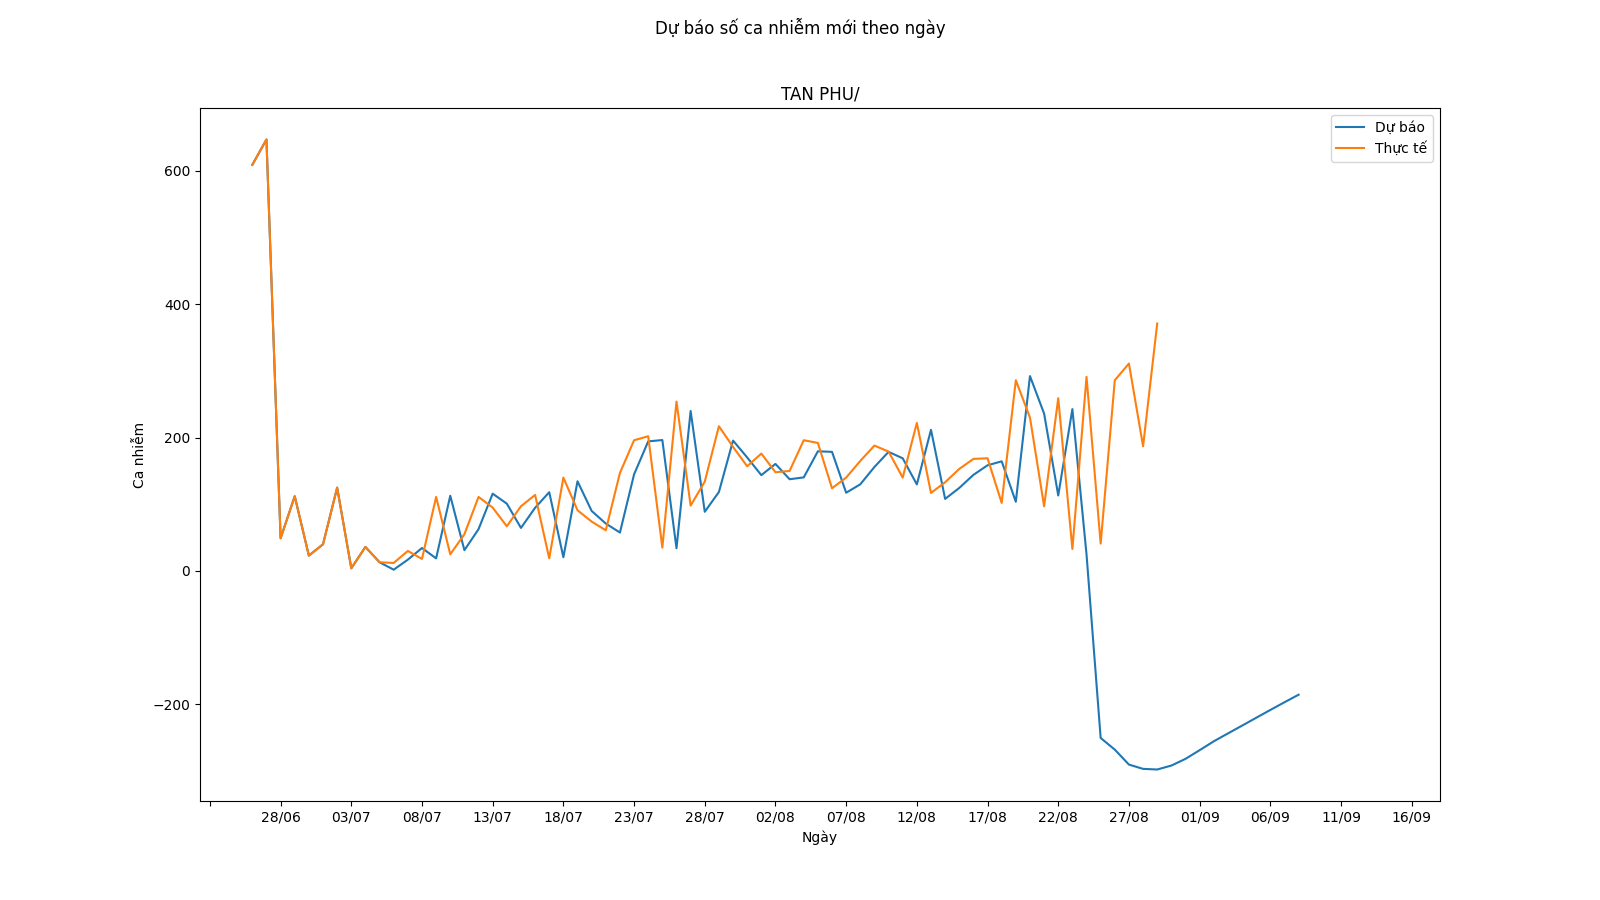 Dự báo số ca nhiễm mới theo ngày
TAN PHU/
Dự báo
Thực tế
600
400
200
0
−200
Ca nhiễm
28/06 03/07 08/07 13/07 18/07 23/07 28/07 02/08 07/08 12/08 17/08 22/08 27/08 01/09 06/09 11/09 16/09
Ngày